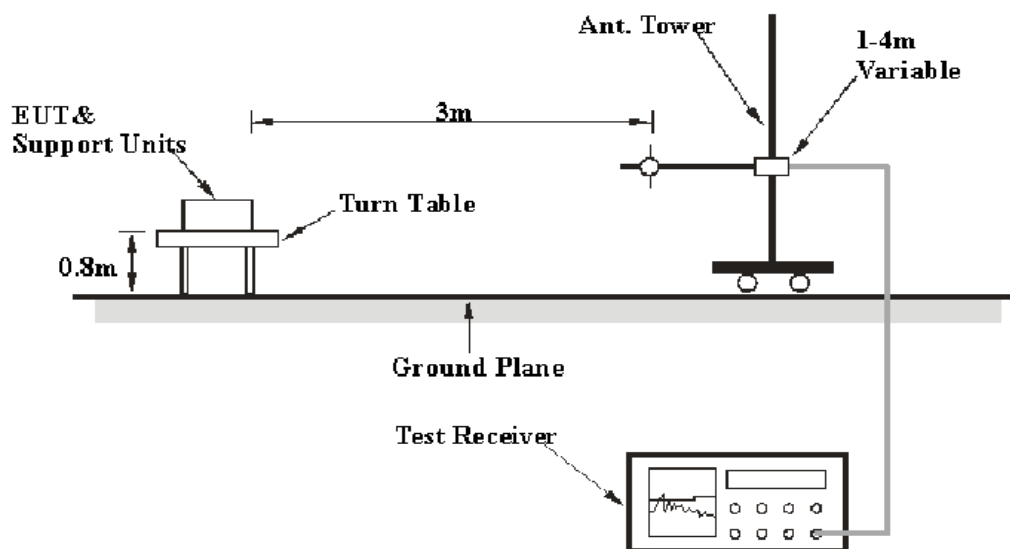 Ant. Tower
1-4m
Variable
EUT&
Support Units
3m
Turn Table
0.8m
Ground Plane
Test Receiver